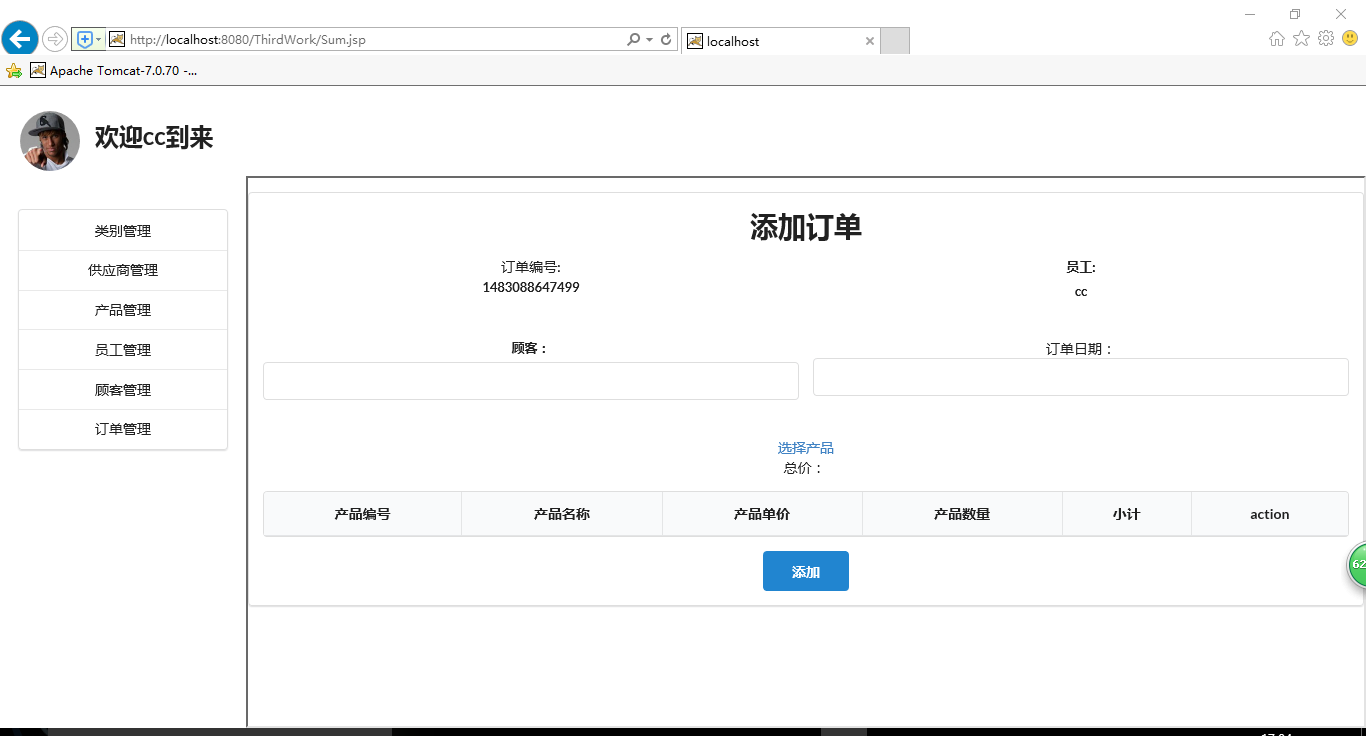 http://localhost:8080/ThirdWork/Sum.jsp
localhost
Apache Tomcat-7.0.70 -...
欢迎cc到来
类别管理
供应商管理
产品管理
员工管理
顾客管理
订单管理
添加订单
订单编号:
1483088647499
员工:
cc
顾客：
订单日期：
选择产品
总价：
产品编号 产品名称 产品单价 产品数量 小计 action
添加
62